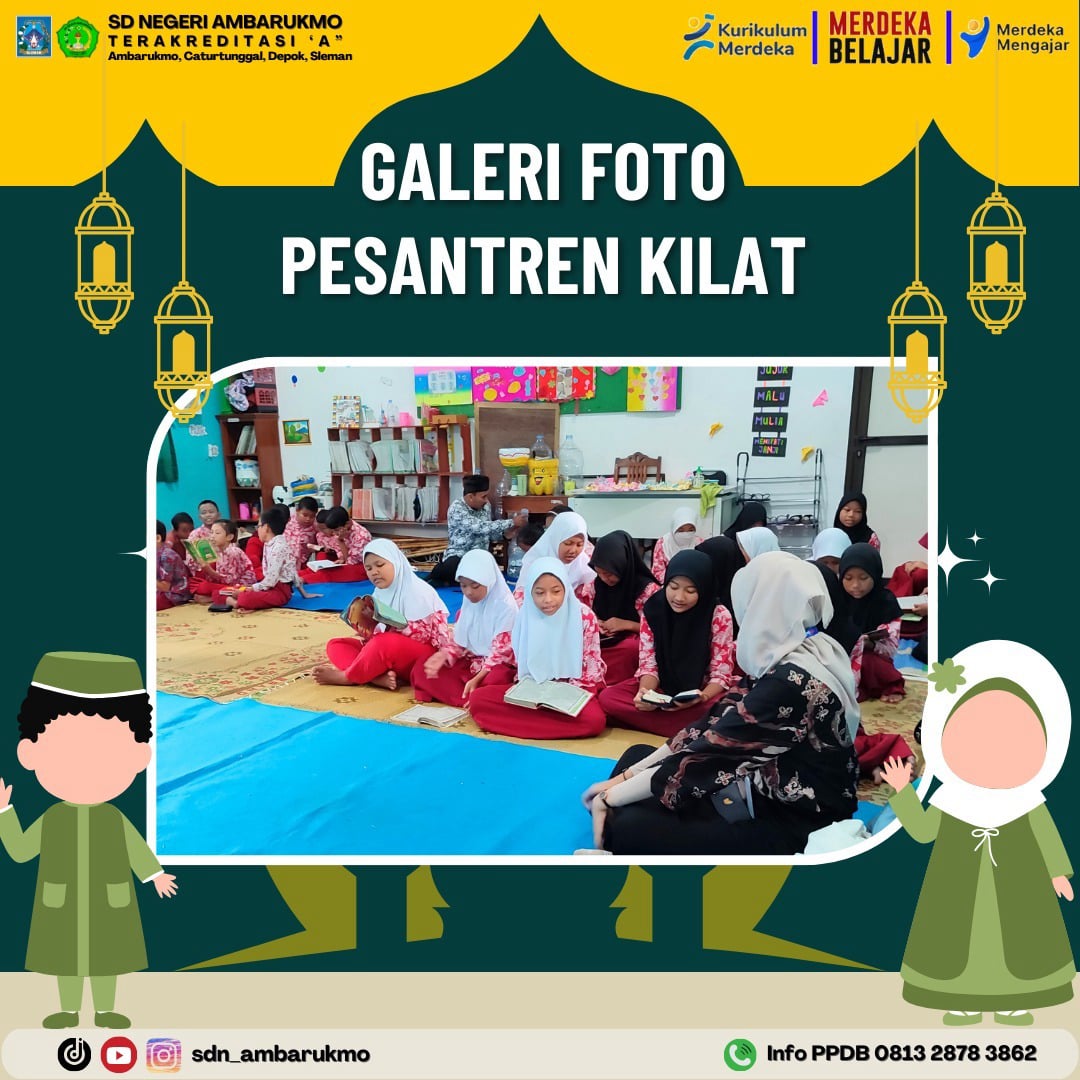 SD NEGERI AMBARUKMO
TERAKREDITASI ‘A”
Ambarukmo, Caturtunggal, Depok, Sleman
Kurikulum
Merdeka
MERDEKA
BELAJAR
Merdeka
Mengajar
GALERI FOTO
PESANTREN KILAT
JUJUR
MALU
MULIA
MENEPATI
JANJI
sdn_ambarukmo
Info PPDB 0813 2878 3862